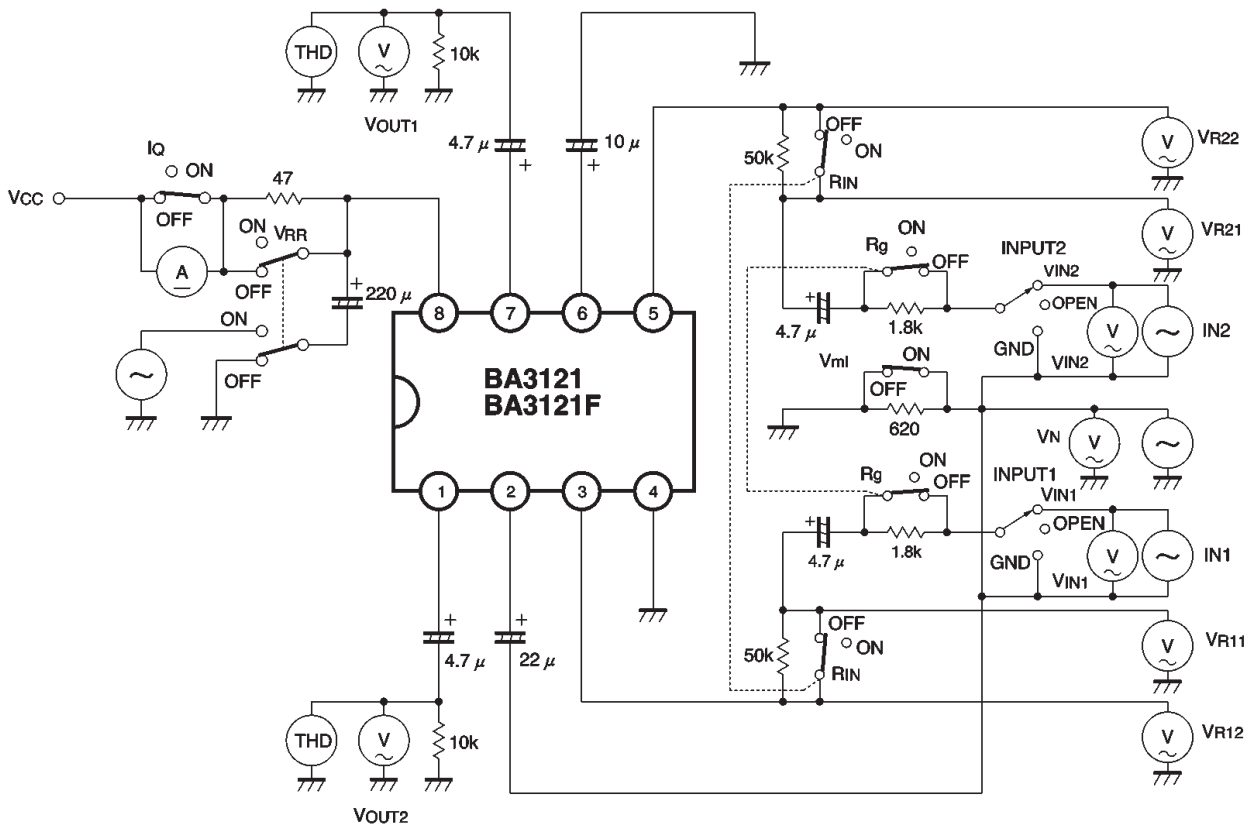 THD
V
10k
VOUT1
4.7 μ
+
10 μ
+
IQ
ON
OFF
VCC
47
A
ON
VRR
OFF
+
220 μ
ON
OFF
8
7
6
5
BA3121
BA3121F
1
2
3
4
50k
OFF
ON
RIN
V
VR22
V
VR21
Rg
ON
OFF
+
4.7 μ
1.8k
INPUT2
VIN2
OPEN
GND
V
VIN2
IN2
VmI
ON
OFF
620
VN
V
Rg
ON
OFF
+
4.7 μ
1.8k
INPUT1
VIN1
OPEN
GND
V
VIN1
IN1
50k
OFF
ON
RIN
V
VR11
V
VR12
+
4.7 μ
+
22 μ
THD
V
10k
VOUT2